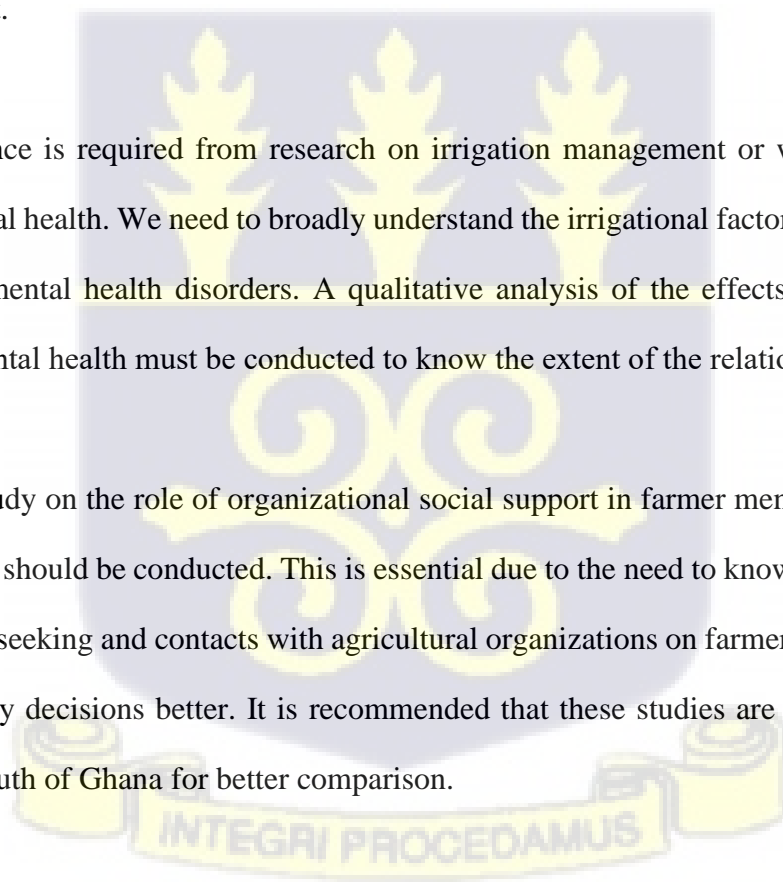 .
nce is required from research on irrigation management or
al health. We need to broadly understand the irrigational factor
mental health disorders. A qualitative analysis of the effects
ntal health must be conducted to know the extent of the relatio
udy on the role of organizational social support in farmer men
should be conducted. This is essential due to the need to know
seeking and contacts with agricultural organizations on farmer
y decisions better. It is recommended that these studies are
uth of Ghana for better comparison.
INTEGRI PROCEDAMUS